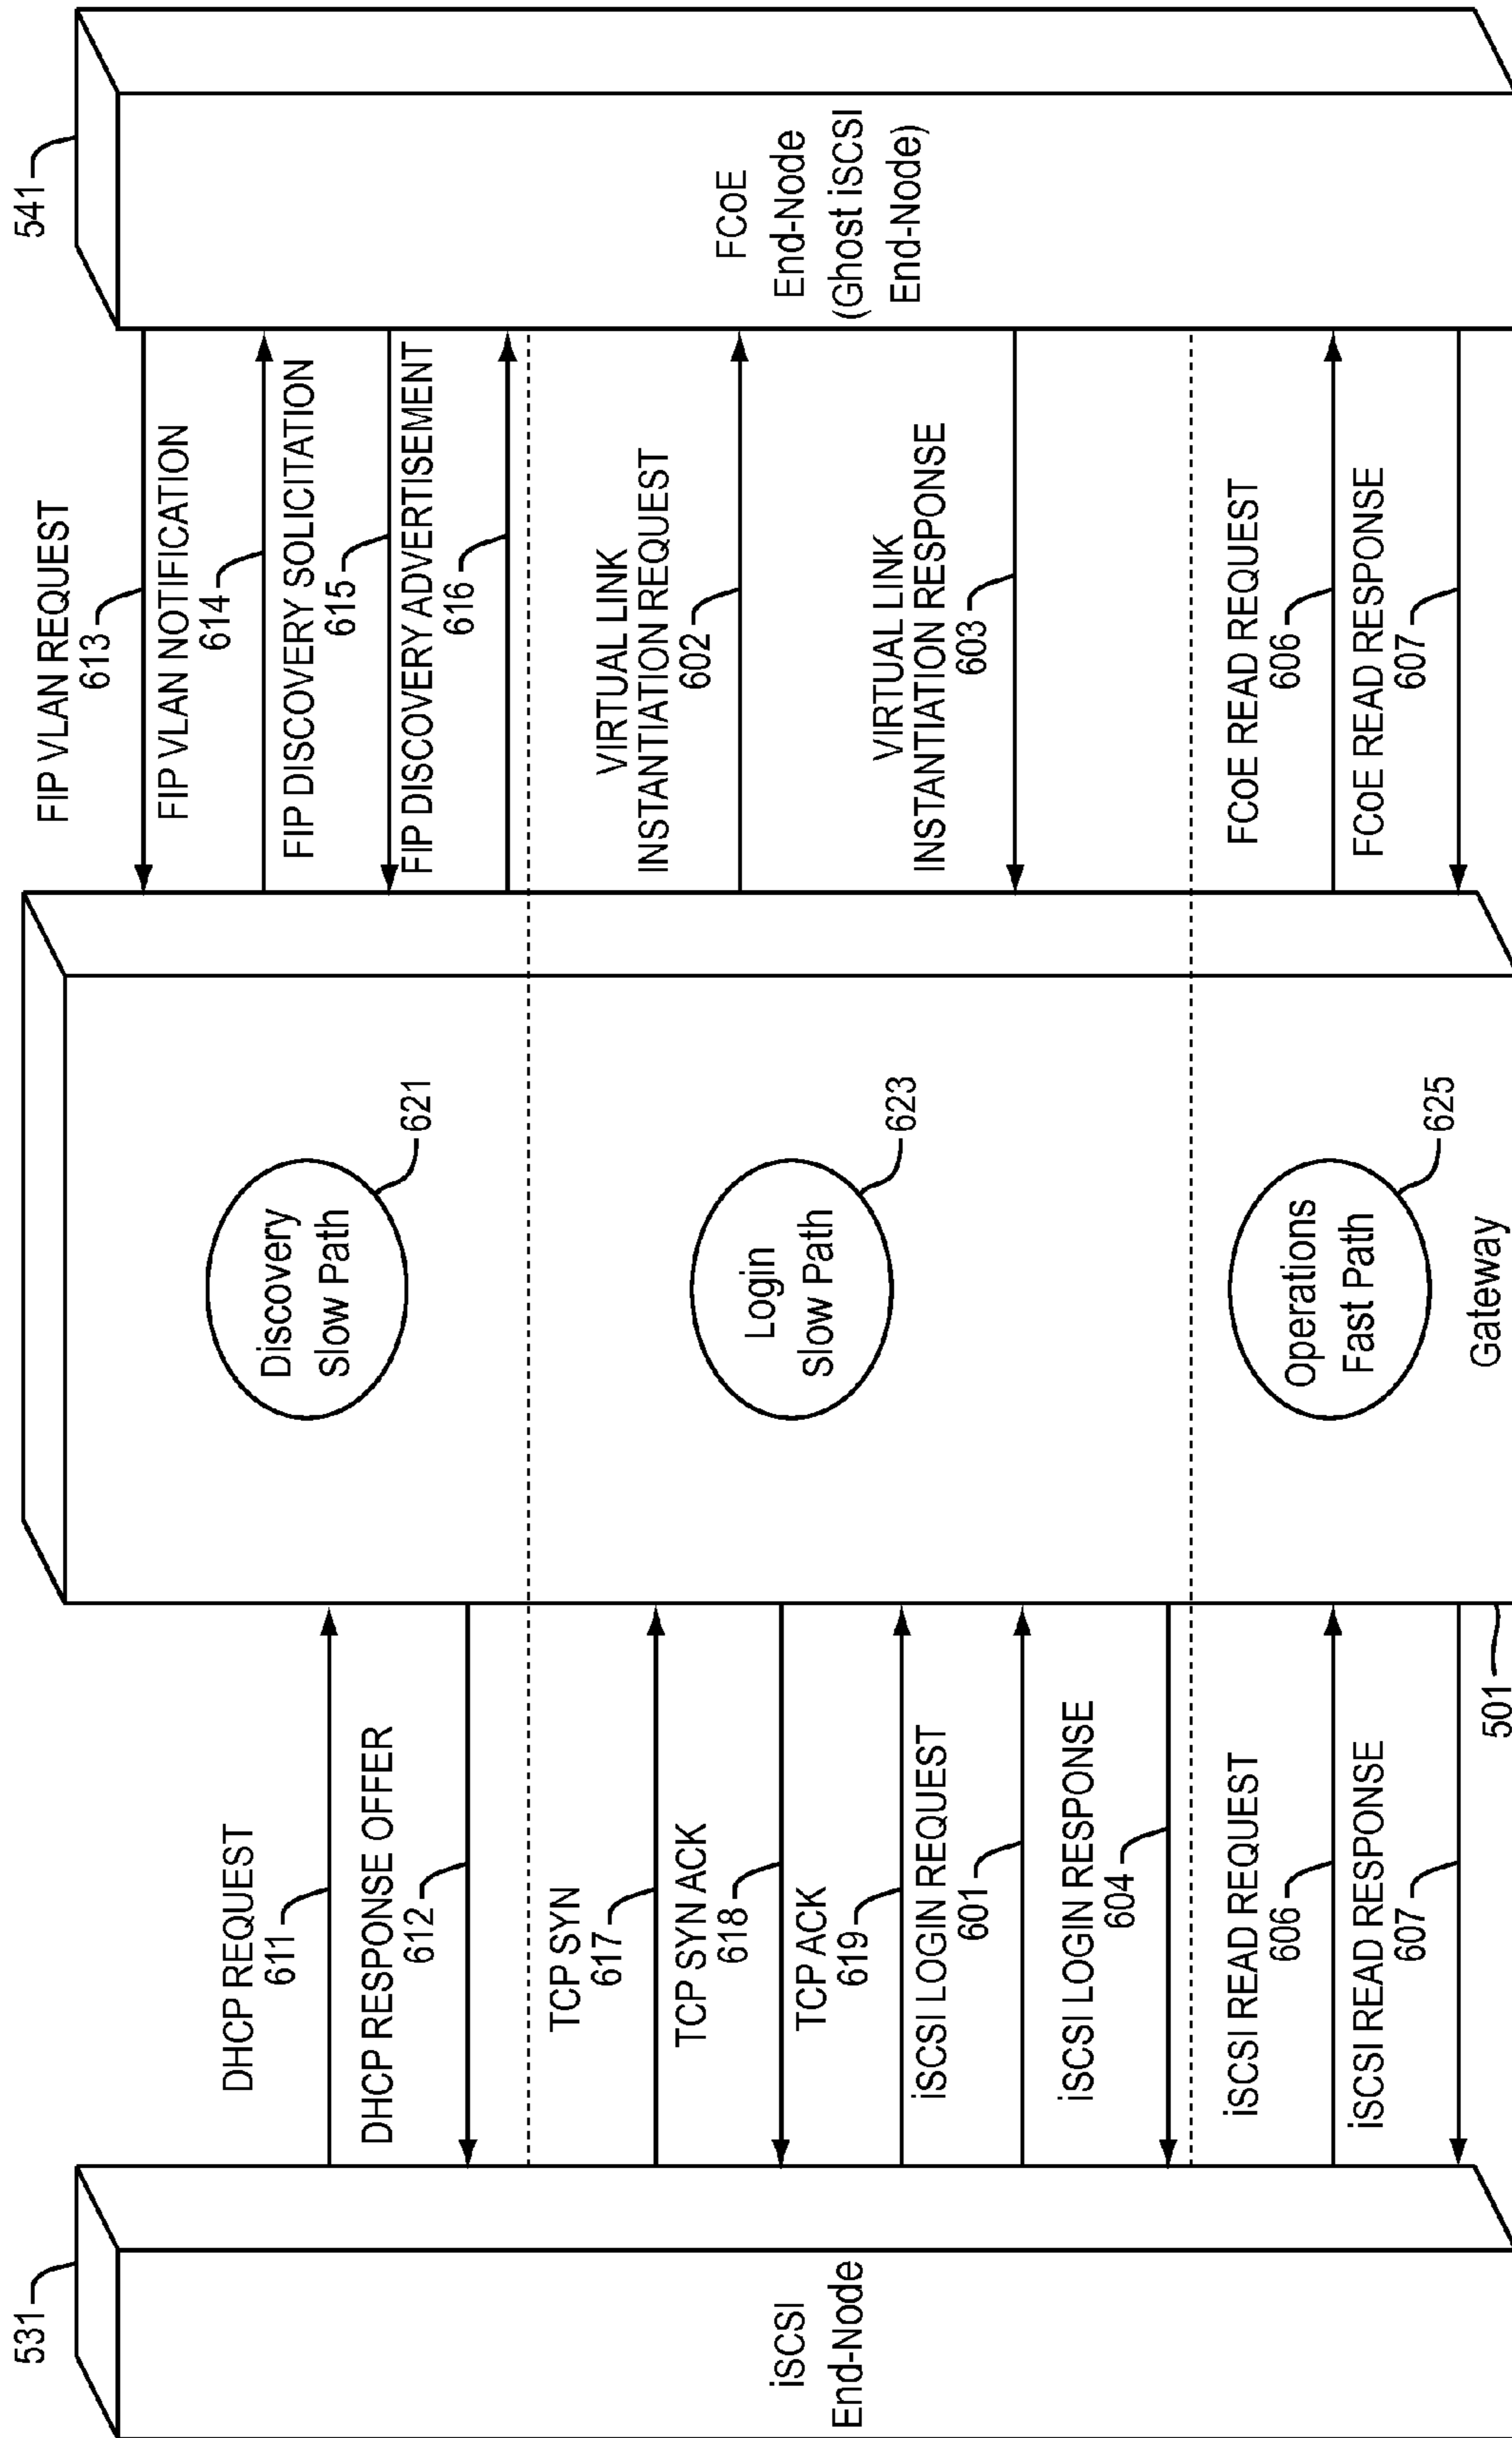 531
iSCSI
End-Node
DHCP REQUEST
611
DHCP RESPONSE OFFER
612
TCP SYN
617
TCP SYN ACK
618
TCP ACK
619
iSCSI LOGIN REQUEST
601
iSCSI LOGIN RESPONSE
604
iSCSI READ REQUEST
606
iSCSI READ RESPONSE
607
501
Discovery
Slow Path
621
Login
Slow Path
623
Operations
Fast Path
625
Gateway
FIP VLAN REQUEST
613
FIP VLAN NOTIFICATION
614
FIP DISCOVERY SOLICITATION
615
FIP DISCOVERY ADVERTISEMENT
616
VIRTUAL LINK
INSTANTIATION REQUEST
602
VIRTUAL LINK
INSTANTIATION RESPONSE
603
FCoE READ REQUEST
606
FCoE READ RESPONSE
607
541
FCoE
End-Node
(Ghost iSCSI
End-Node)